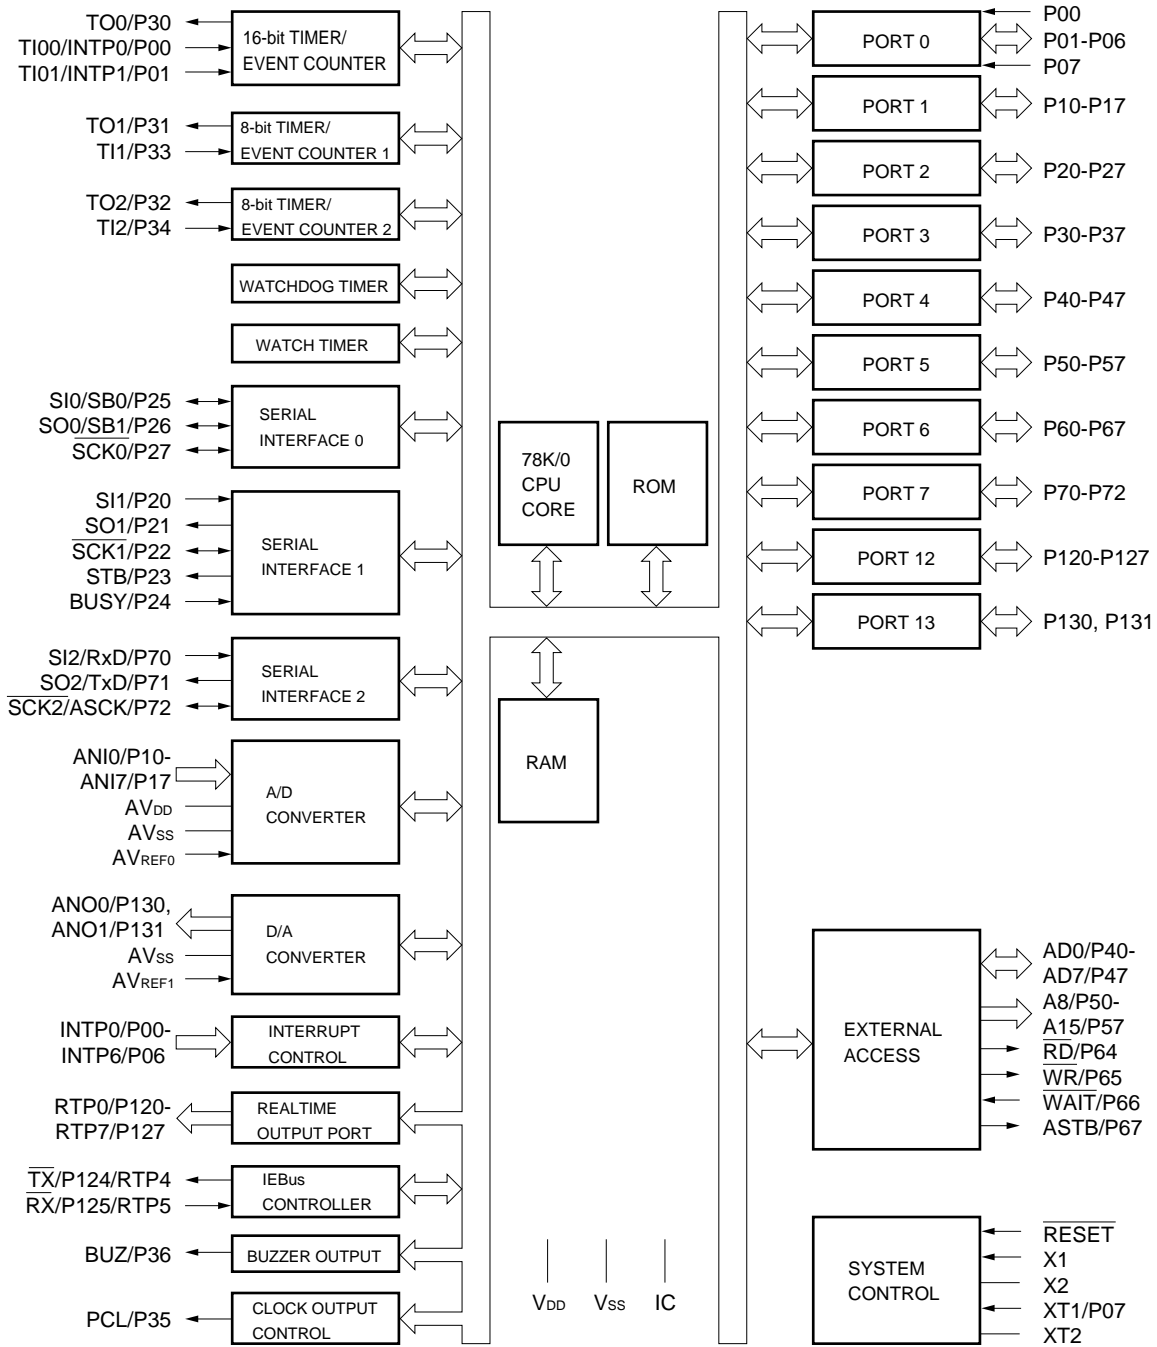 TO0/P30
TI00/INTP0/P00
TI01/INTP1/P01
16-bit TIMER/
EVENT COUNTER
TO1/P31
TI1/P33
8-bit TIMER/
EVENT COUNTER 1
TO2/P32
TI2/P34
8-bit TIMER/
EVENT COUNTER 2
WATCHDOG TIMER
WATCH TIMER
SI0/SB0/P25
SO0/SB1/P26
SCK0/P27
SERIAL
INTERFACE 0
SI1/P20
SO1/P21
SCK1/P22
STB/P23
BUSY/P24
SERIAL
INTERFACE 1
SI2/RxD/P70
SO2/TxD/P71
SCK2/ASCK/P72
SERIAL
INTERFACE 2
ANI0/P10-
ANI7/P17
AVDD
AVSS
AVREF0
A/D
CONVERTER
ANO0/P130,
ANO1/P131
AVSS
AVREF1
D/A
CONVERTER
INTP0/P00-
INTP6/P06
INTERRUPT
CONTROL
RTP0/P120-
RTP7/P127
REALTIME
OUTPUT PORT
TX/P124/RTP4
RX/P125/RTP5
IEBus
CONTROLLER
BUZ/P36
BUZZER OUTPUT
PCL/P35
CLOCK OUTPUT
CONTROL
78K/0
CPU
CORE
ROM
RAM
VDD
VSS
IC
PORT 0
P00
P01-P06
P07
PORT 1
P10-P17
PORT 2
P20-P27
PORT 3
P30-P37
PORT 4
P40-P47
PORT 5
P50-P57
PORT 6
P60-P67
PORT 7
P70-P72
PORT 12
P120-P127
PORT 13
P130, P131
EXTERNAL
ACCESS
AD0/P40-
AD7/P47
A8/P50-
A15/P57
RD/P64
WR/P65
WAIT/P66
ASTB/P67
SYSTEM
CONTROL
RESET
X1
X2
XT1/P07
XT2